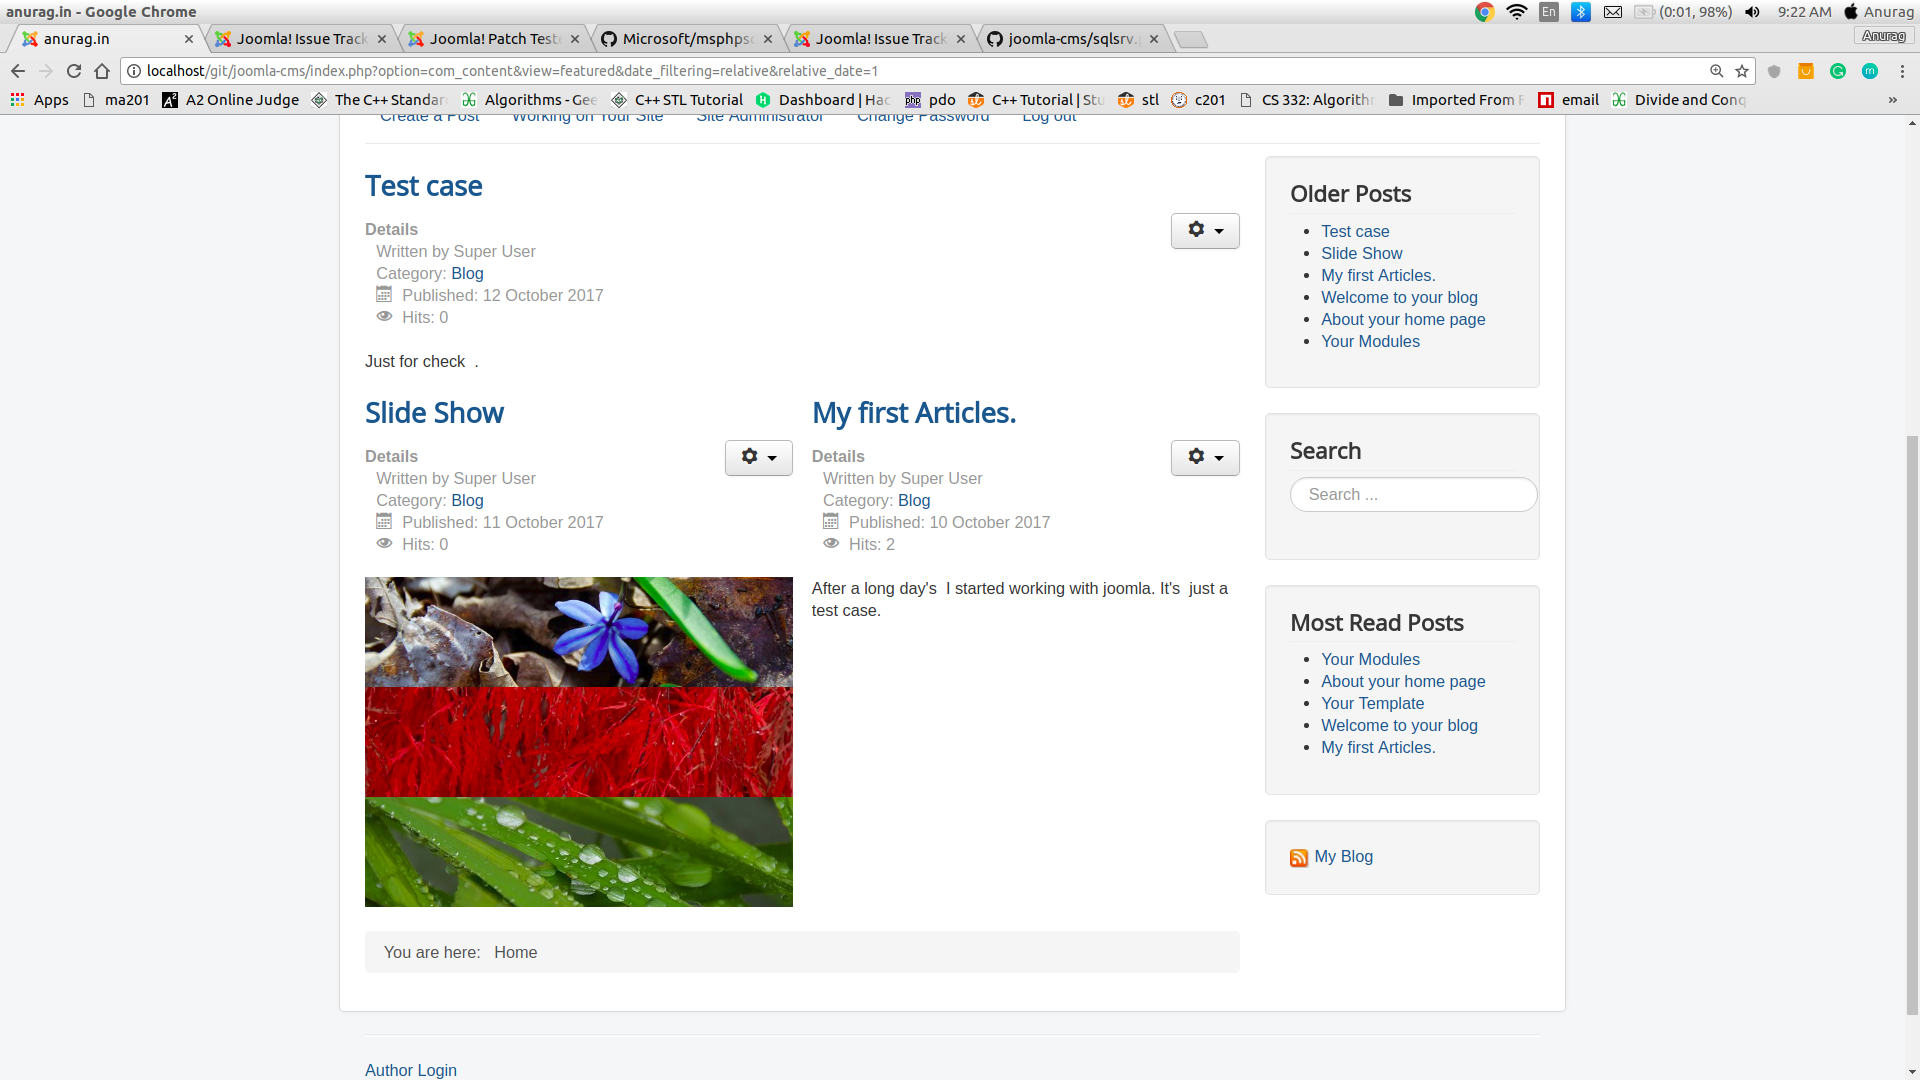 anurag.in - Google Chrome
En (0:01, 98%) 9:22 AM Anurag
anurag.in Joomla! Issue Track Joomla! Patch Test Microsoft/msphps Joomla! Issue Track joomla-cms/sqlsrv. Anurag
localhost/git/joomla-cms/index.php?option=com_content&view=featured&date_filtering=relative&relative_date=1
Apps ma201 A2 Online Judge The C++ Standar Algorithms - Gee C++ STL Tutorial Dashboard | Hac pdo C++ Tutorial | Stu stl c201 CS 332: Algorith Imported From F email Divide and Conq »
Create a Post Working on Your Site Site Administrator Change Password Log out
Test case
Details
Written by Super User
Category: Blog
Published: 12 October 2017
Hits: 0
Just for check .
Slide Show
Details
Written by Super User
Category: Blog
Published: 11 October 2017
Hits: 0
My first Articles.
Details
Written by Super User
Category: Blog
Published: 10 October 2017
Hits: 2
After a long day's I started working with joomla. It's just a
test case.
You are here: Home
Older Posts
Test case
Slide Show
My first Articles.
Welcome to your blog
About your home page
Your Modules
Search
Search ...
Most Read Posts
Your Modules
About your home page
Your Template
Welcome to your blog
My first Articles.
My Blog
Author Login